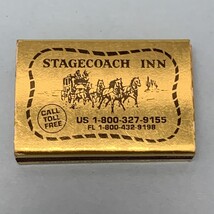 STAGECOACH INN
CALL
TOLL
FREE
US 1-800-327-9155
FL 1-800-432-9198